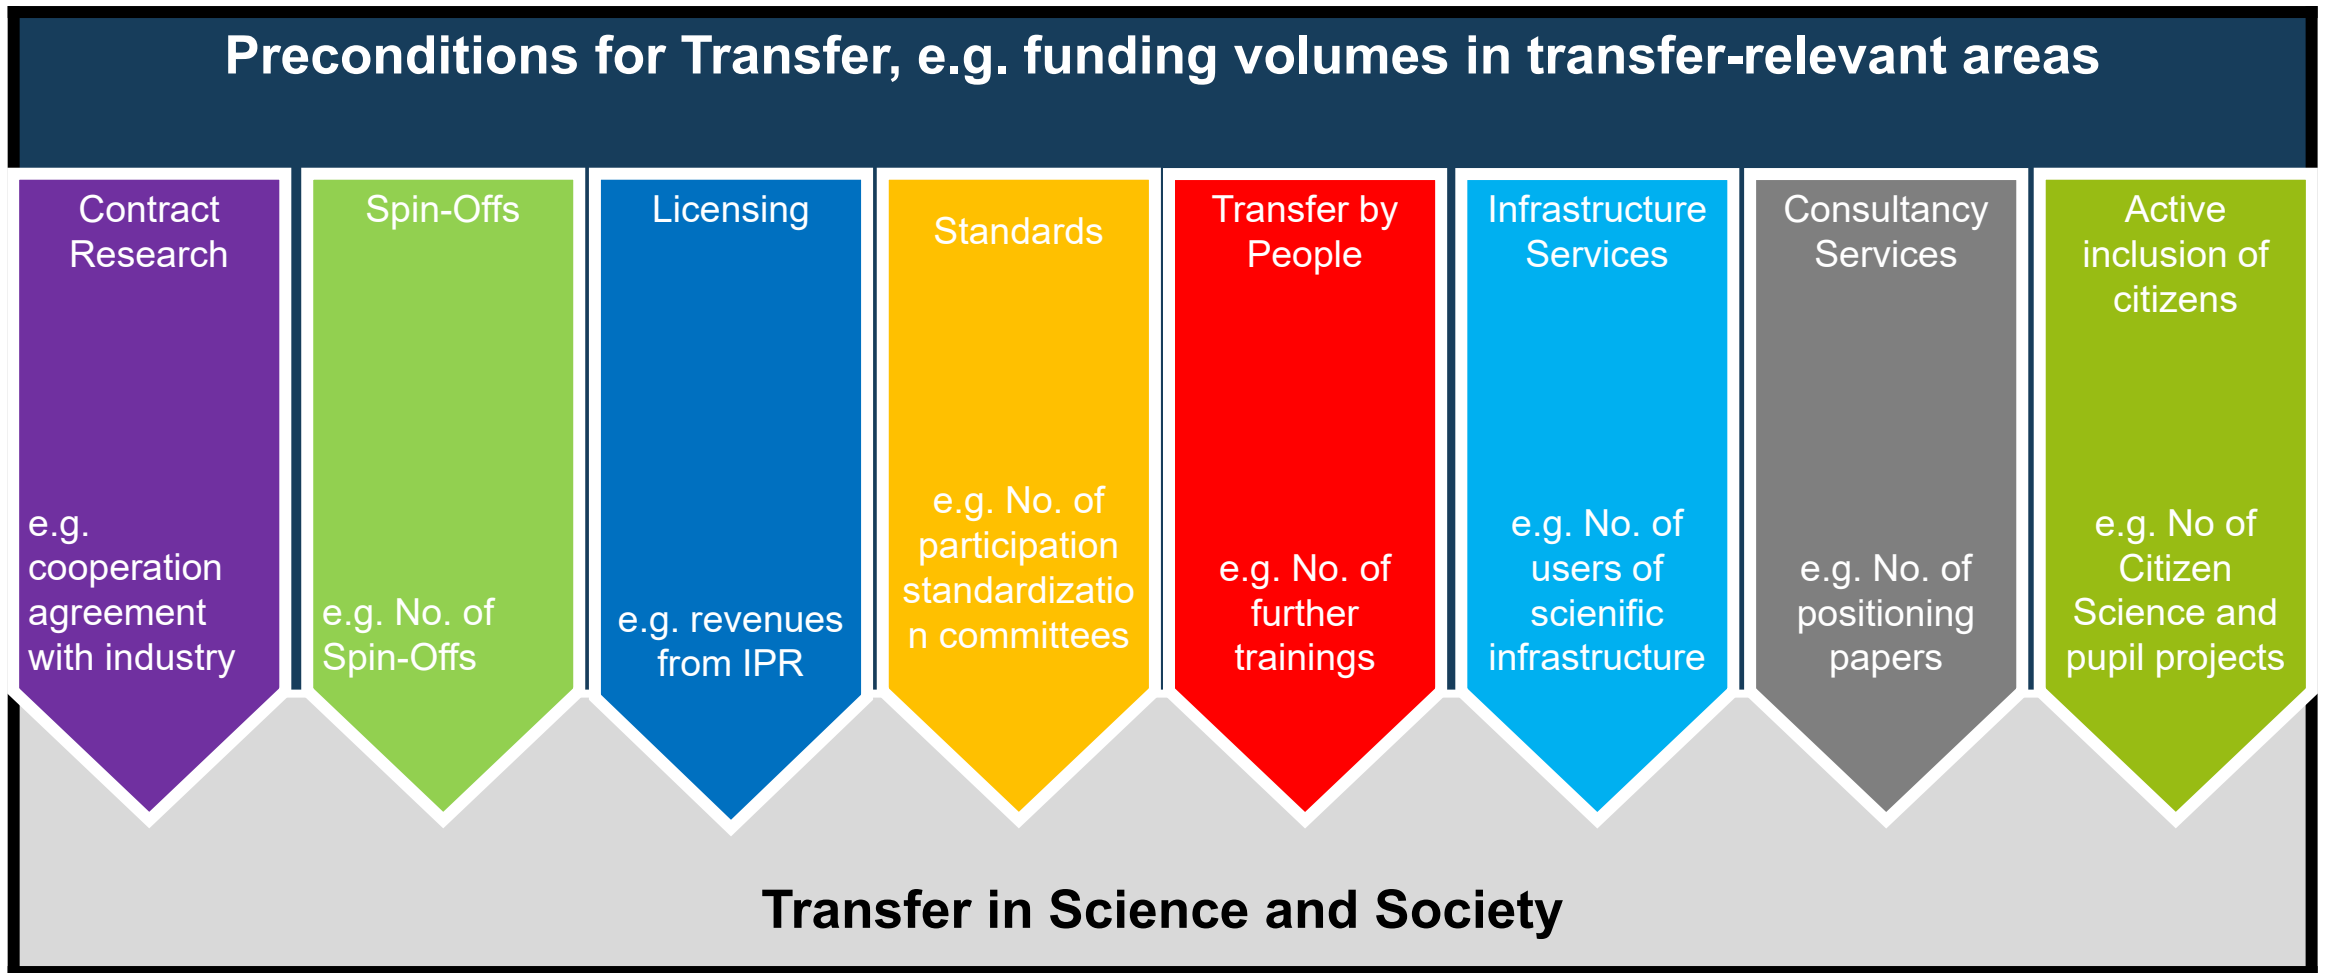 Preconditions for Transfer, e.g. funding volumes in transfer-relevant areas
Contract
Research
e.g.
cooperation
agreement
with industry
Spin-Offs
e.g. No. of
Spin-Offs
Licensing
e.g. revenues
from IPR
Standards
e.g. No. of
participation
standardizatio
n committees
Transfer by
People
e.g. No. of
further
trainings
Infrastructure
Services
e.g. No. of
users of
scienific
infrastructure
Consultancy
Services
e.g. No. of
positioning
papers
Active
inclusion of
citizens
e.g. No of
Citizen
Science and
pupil projects
Transfer in Science and Society